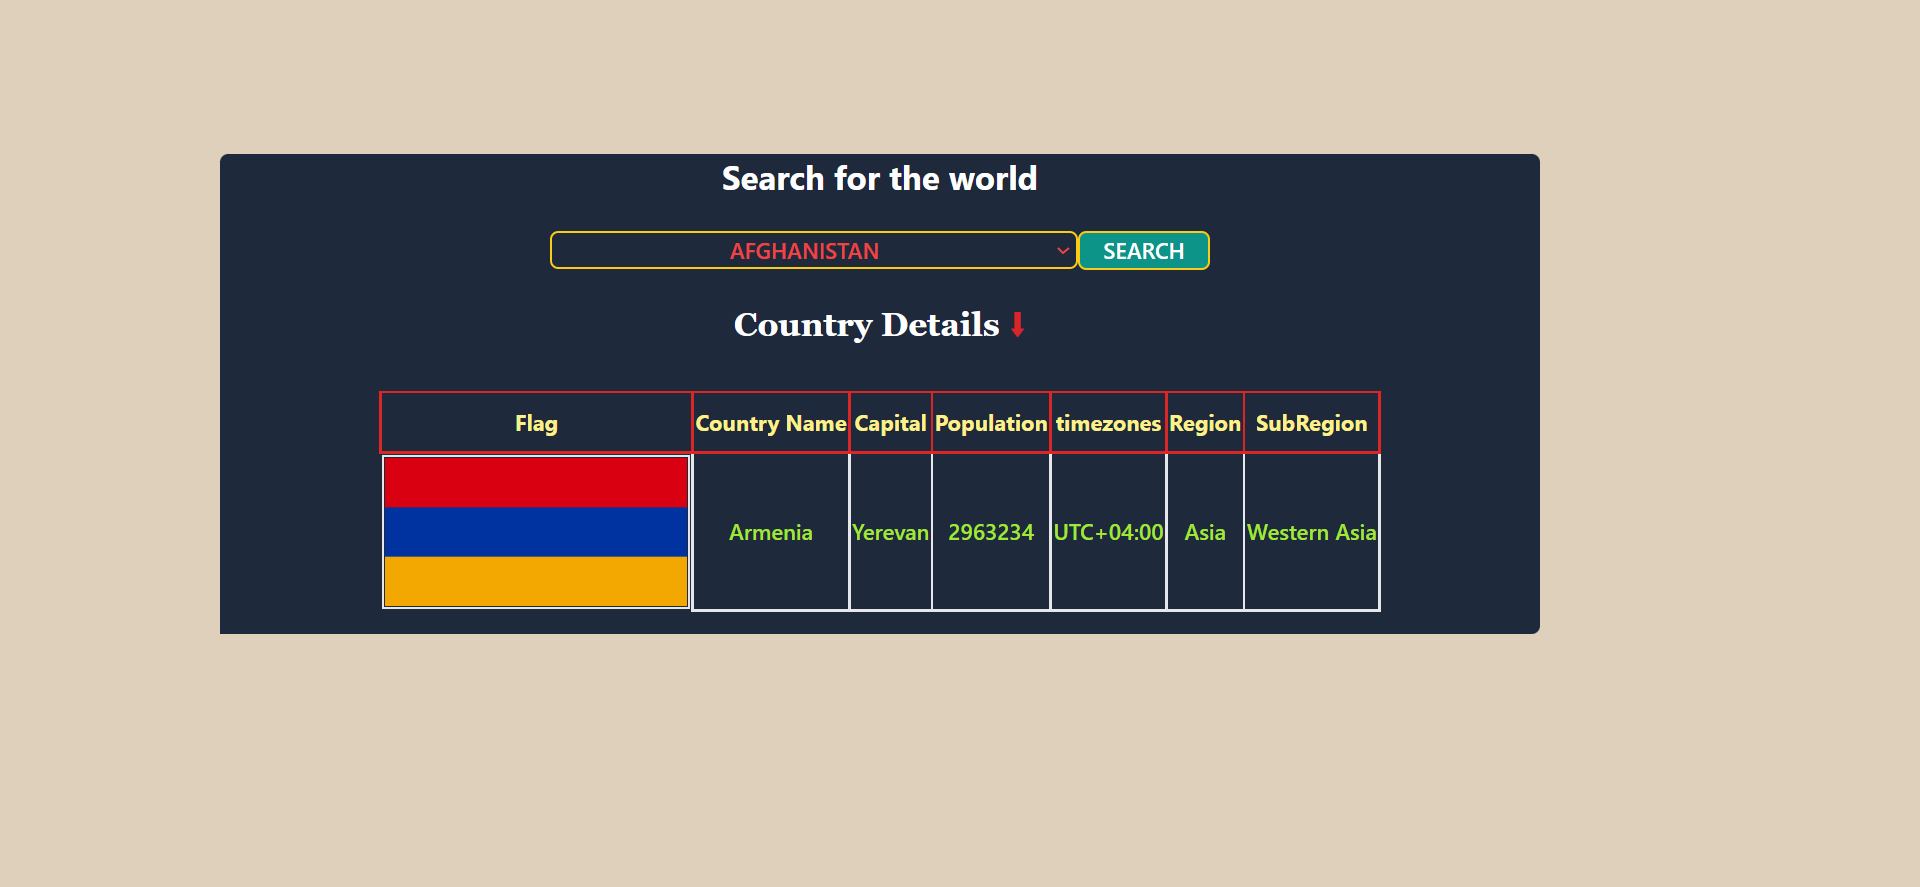 Search for the world
AFGHANISTAN SEARCH
Country Details
Flag Country Name Capital Population timezones Region SubRegion
Armenia Yerevan 2963234 UTC+04:00 Asia Western Asia